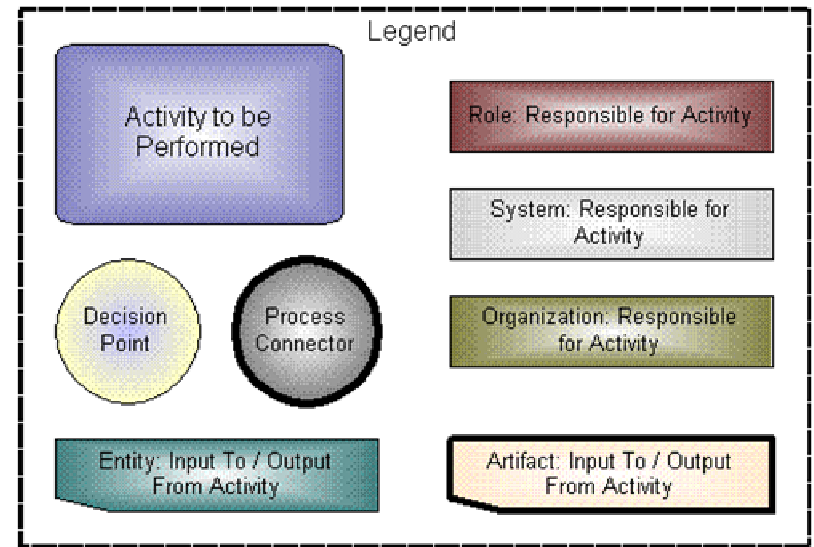 Legend
Activity to be
Performed
Role: Responsible for Activity
System: Responsible for
Activity
Decision
Point
Process
Connector
Organization: Responsible
for Activity
Entity: Input To / Output
From Activity
Artifact: Input To / Output
From Activity